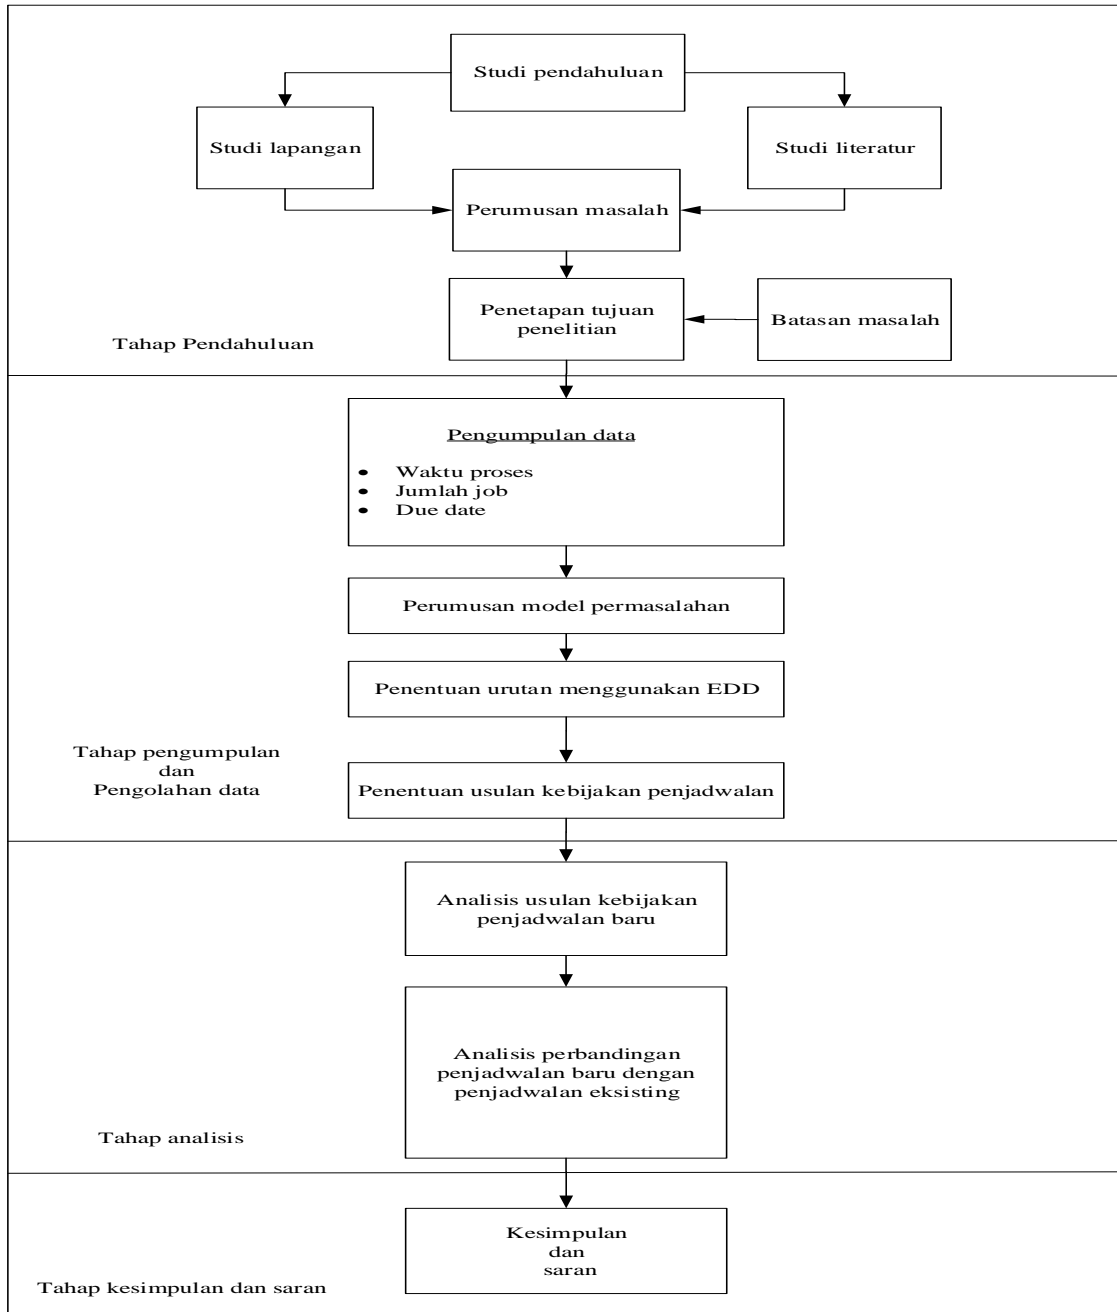 Studi pendahuluan
Studi lapangan
Studi literatur
Perumusan masalah
Penetapan tujuan
penelitian
Batasan masalah
Tahap Pendahuluan
Pengumpulan data
• Waktu proses
• Jumlah job
• Due date
Perumusan model permasalahan
Penentuan urutan menggunakan EDD
Tahap pengumpulan
dan
Pengolahan data
Penentuan usulan kebijakan penjadwalan
Analisis usulan kebijakan
penjadwalan baru
Analisis perbandingan
penjadwalan baru dengan
penjadwalan eksisting
Tahap analisis
Kesimpulan
dan
saran
Tahap kesimpulan dan saran